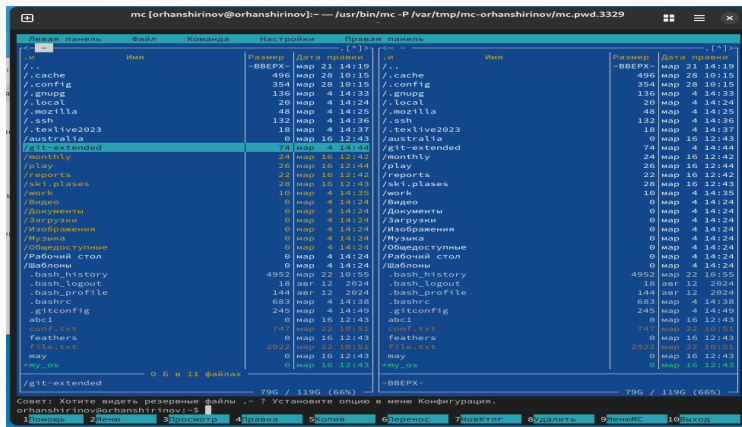 mc [orhanshirinov@orhanshirinov]:~ — /usr/bin/mc -P /var/tmp/mc-orhanshirinov/mc.pwd.3329
Левая панель Файл Команда Настройки Правая панель
<— ~ .[^]> <— ~ .[^]>
.и Имя Размер Дата правки .и Имя Размер Дата правки
/.. -ВВЕРХ- мар 21 14:19 /.. -ВВЕРХ- мар 21 14:19
/.cache 496 мар 28 10:15 /.cache 496 мар 28 10:15
/.config 354 мар 28 10:15 /.config 354 мар 28 10:15
/.gnupg 136 мар 4 14:33 /.gnupg 136 мар 4 14:33
/.local 20 мар 4 14:24 /.local 20 мар 4 14:24
/.mozilla 48 мар 4 14:25 /.mozilla 48 мар 4 14:25
/.ssh 132 мар 4 14:36 /.ssh 132 мар 4 14:36
/.texlive2023 18 мар 4 14:37 /.texlive2023 18 мар 4 14:37
/australia 0 мар 16 12:43 /australia 0 мар 16 12:43
/git-extended 74 мар 4 14:44 /git-extended 74 мар 4 14:44
/monthly 24 мар 16 12:42 /monthly 24 мар 16 12:42
/play 26 мар 16 12:44 /play 26 мар 16 12:44
/reports 22 мар 16 12:42 /reports 22 мар 16 12:42
/ski.plases 28 мар 16 12:43 /ski.plases 28 мар 16 12:43
/work 10 мар 4 14:35 /work 10 мар 4 14:35
/Видео 0 мар 4 14:24 /Видео 0 мар 4 14:24
/Документы 0 мар 4 14:24 /Документы 0 мар 4 14:24
/Загрузки 0 мар 4 14:24 /Загрузки 0 мар 4 14:24
/Изображения 0 мар 4 14:24 /Изображения 0 мар 4 14:24
/Музыка 0 мар 4 14:24 /Музыка 0 мар 4 14:24
/Общедоступные 0 мар 4 14:24 /Общедоступные 0 мар 4 14:24
/Рабочий стол 0 мар 4 14:24 /Рабочий стол 0 мар 4 14:24
/Шаблоны 0 мар 4 14:24 /Шаблоны 0 мар 4 14:24
.bash_history 4952 мар 22 10:55 .bash_history 4952 мар 22 10:55
.bash_logout 18 авг 12 2024 .bash_logout 18 авг 12 2024
.bash_profile 144 авг 12 2024 .bash_profile 144 авг 12 2024
.bashrc 683 мар 4 14:38 .bashrc 683 мар 4 14:38
.gitconfig 245 мар 4 14:49 .gitconfig 245 мар 4 14:49
abc1 0 мар 16 12:43 abc1 0 мар 16 12:43
conf.txt 747 мар 22 10:51 conf.txt 747 мар 22 10:51
feathers 0 мар 16 12:43 feathers 0 мар 16 12:43
file.txt 2922 мар 22 10:51 file.txt 2922 мар 22 10:51
may 0 мар 16 12:43 may 0 мар 16 12:43
*my_os 0 мар 16 12:43 *my_os 0 мар 16 12:43
0 Б в 11 файлах
/git-extended -ВВЕРХ-
79G / 119G (66%) 79G / 119G (66%)
Совет: Хотите видеть резервные файлы .~ ? Установите опцию в меню Конфигурация.
orhanshirinov@orhanshirinov:~$
1Помощь 2Меню 3Просмотр 4Правка 5Копия 6Перенос 7НовКтлг 8Удалить 9МенюМС 10Выход